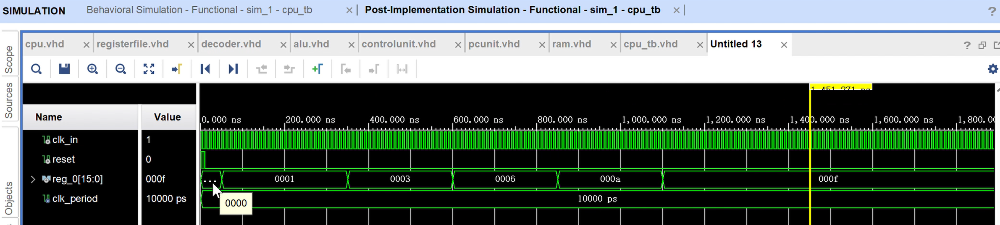 SIMULATION Behavioral Simulation - Functional - sim_1 - cpu_tb Post-Implementation Simulation - Functional - sim_1 - cpu_tb ?
cpu.vhd registerfile.vhd decoder.vhd alu.vhd controlunit.vhd pcunit.vhd ram.vhd cpu_tb.vhd Untitled 13 ?
Scope
Sources
Objects
1,451.271 ns
Name Value
0.000 ns 200.000 ns 400.000 ns 600.000 ns 800.000 ns 1,000.000 ns 1,200.000 ns 1,400.000 ns 1,600.000 ns 1,800.00
clk_in 1
reset 0
reg_0[15:0] 000f ... 0001 0003 0006 000a 000f
clk_period 10000 ps 10000 ps
0000